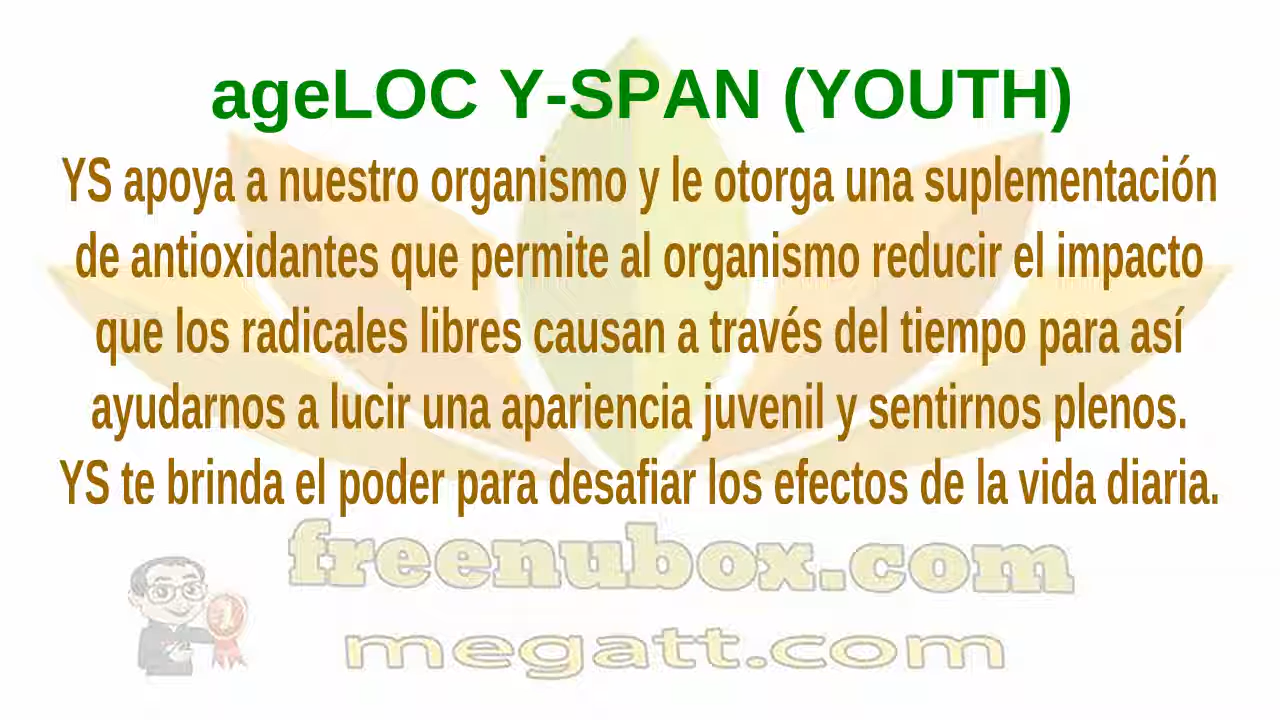 ageLOC Y-SPAN (YOUTH)
YS apoya a nuestro organismo y le otorga una suplementación
de antioxidantes que permite al organismo reducir el impacto
que los radicales libres causan a través del tiempo para así
ayudarnos a lucir una apariencia juvenil y sentirnos plenos.
YS te brinda el poder para desafiar los efectos de la vida diaria.
freenubox.com
1
megatt.com